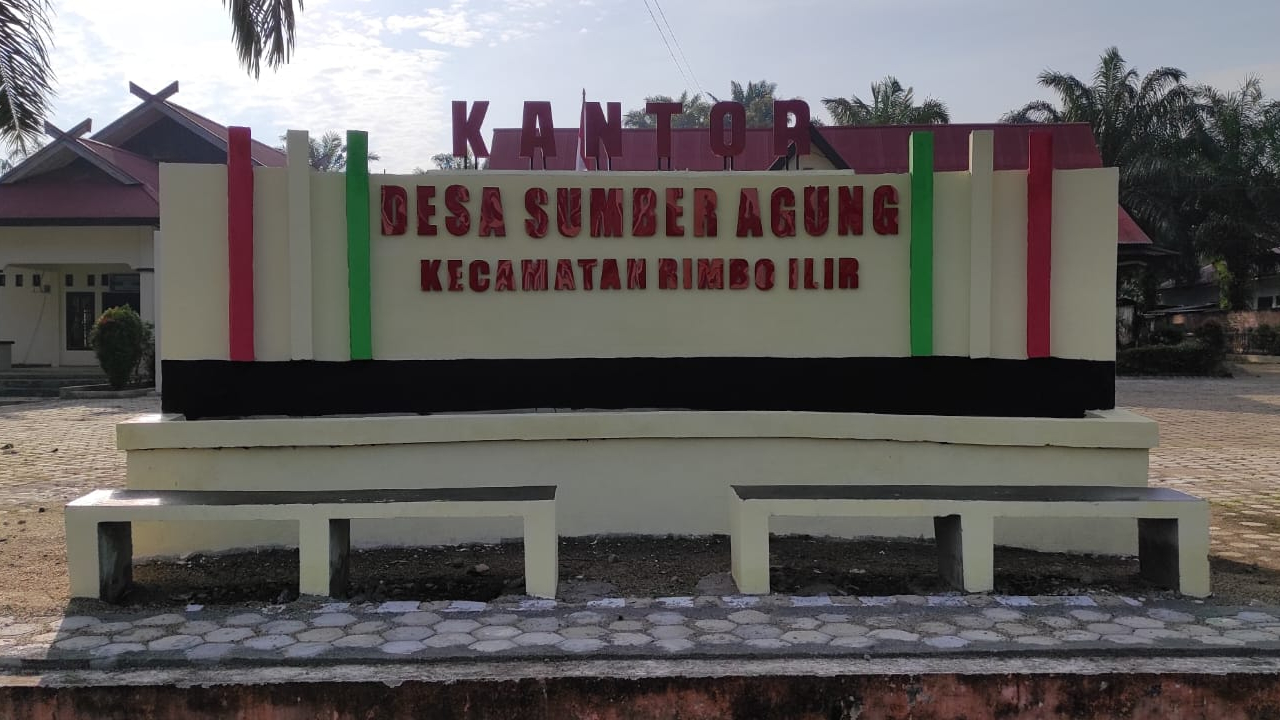 KANTOR
DESA SUMBER AGUNG
KECAMATAN RIMBO ILIR